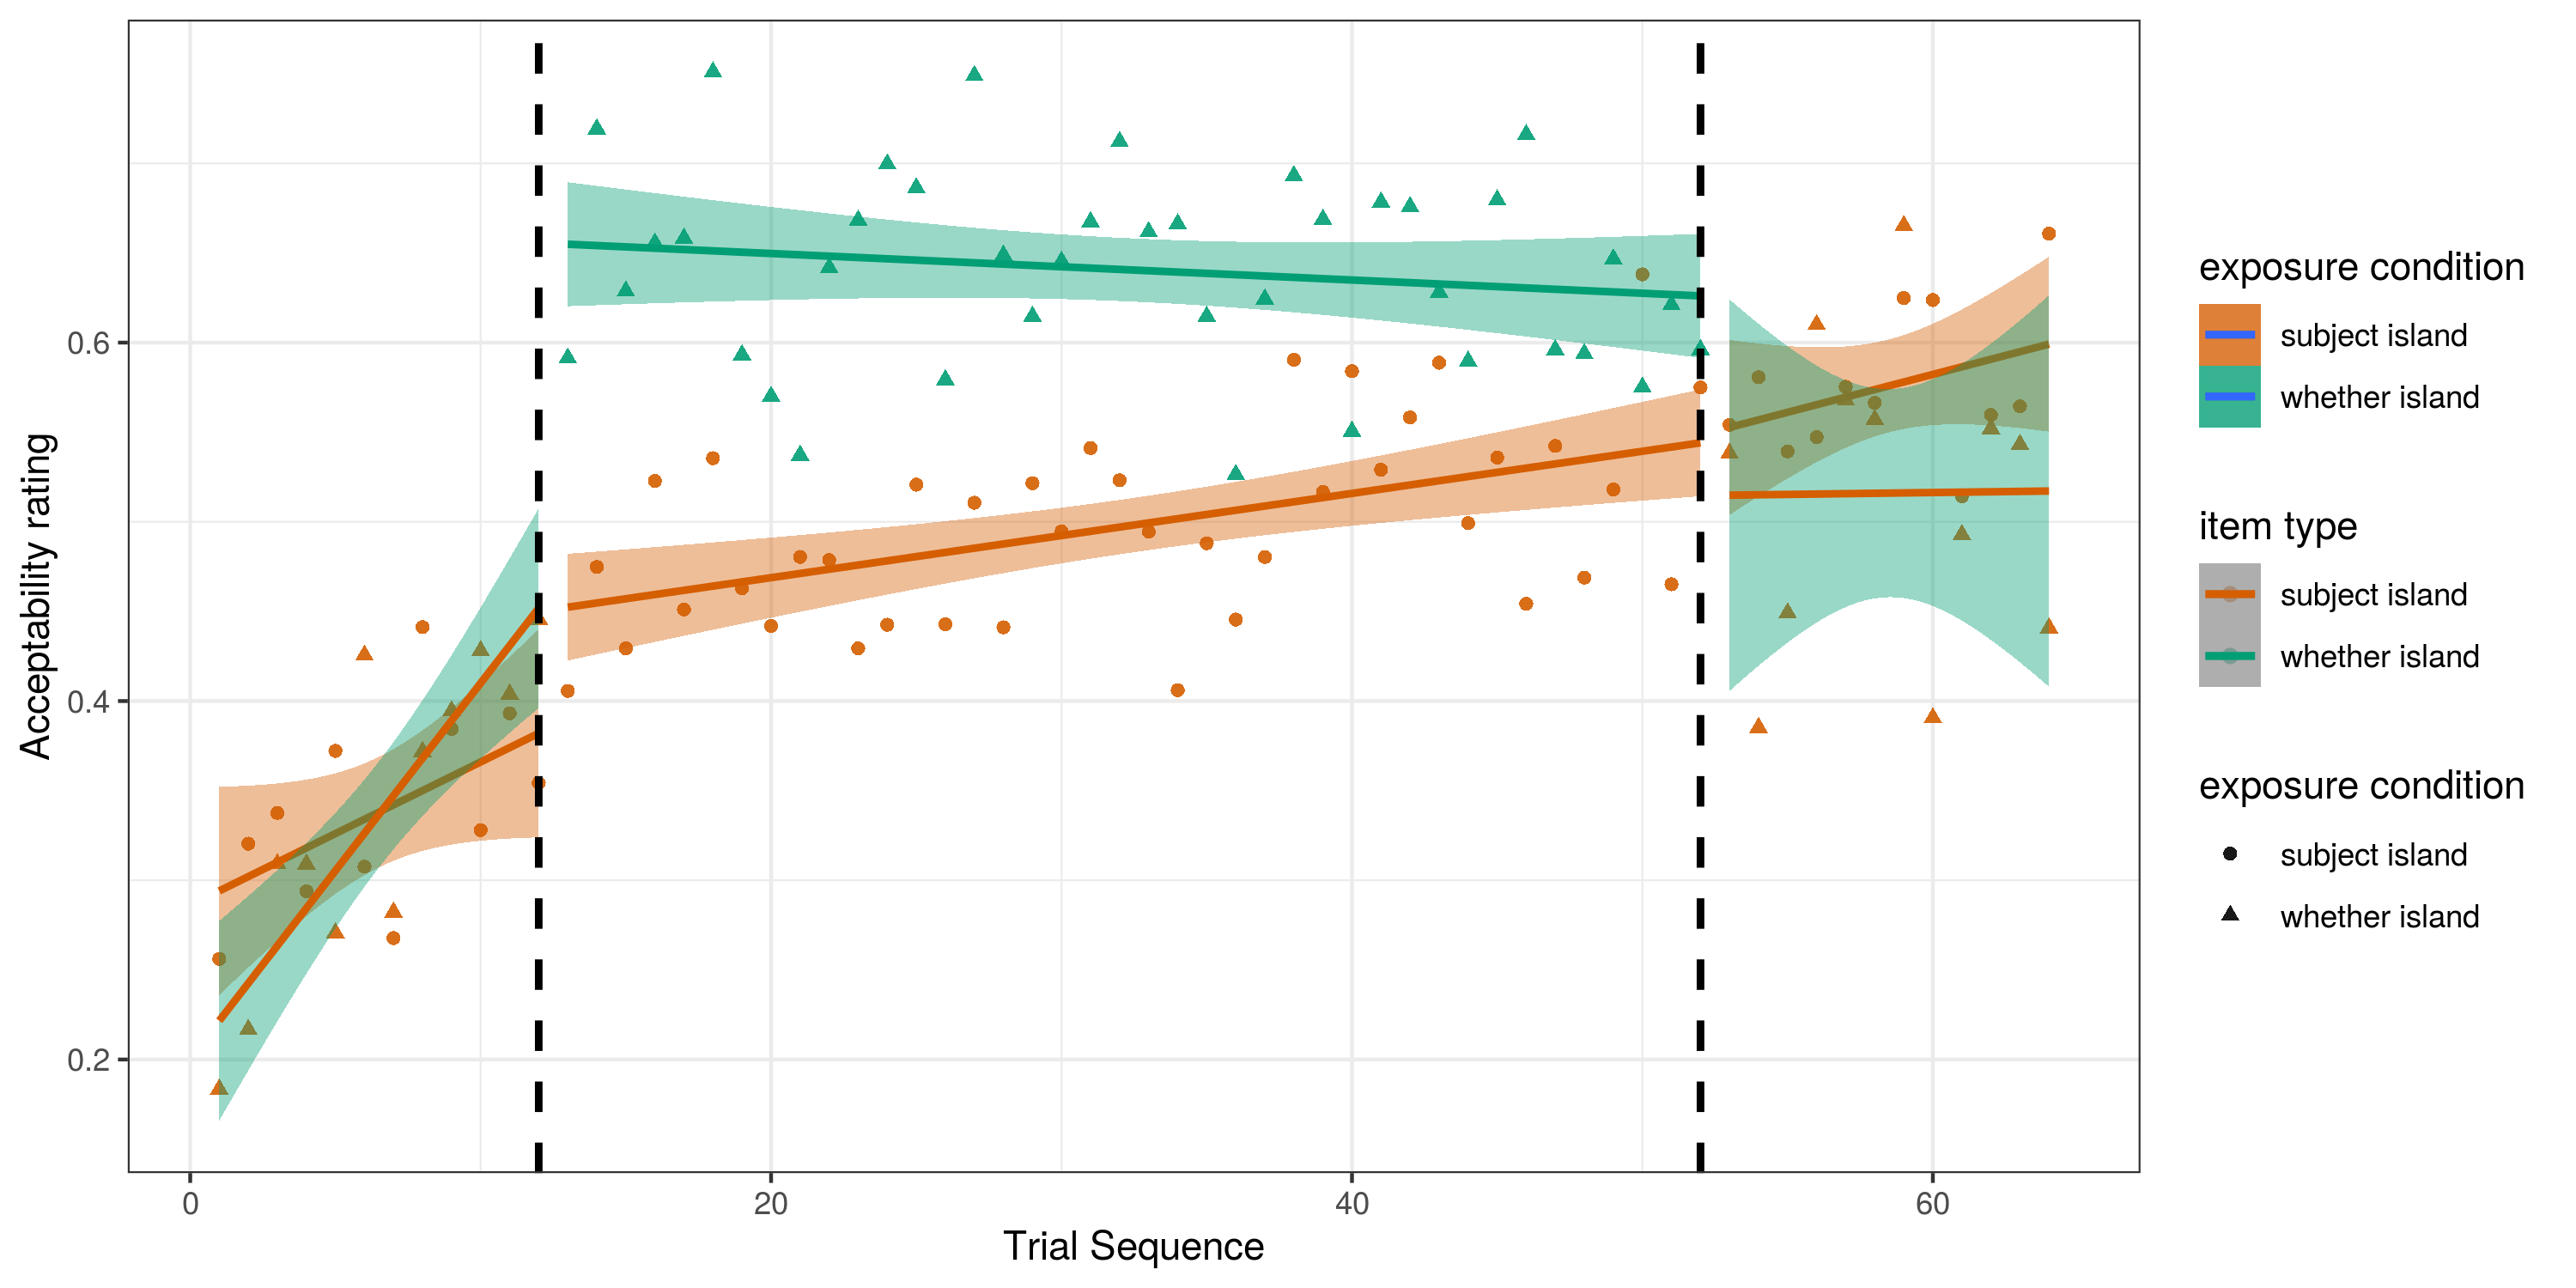 Acceptability rating
0.6
0.4
0.2
0
20
40
60
Trial Sequence
exposure condition
subject island
whether island
item type
subject island
whether island
exposure condition
subject island
whether island